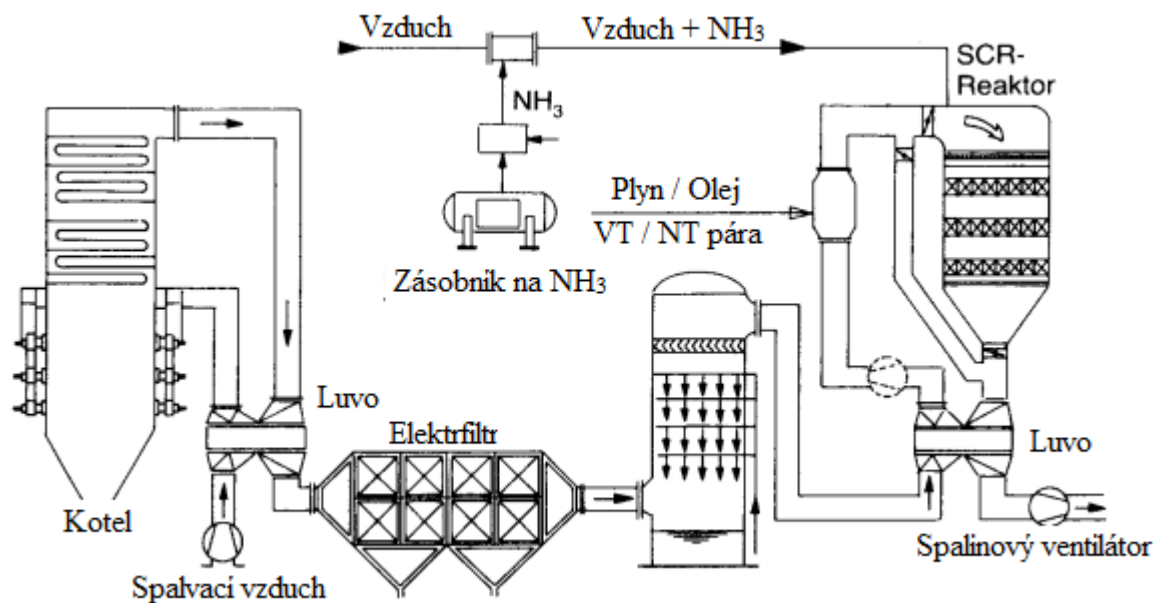 Vzduch
Vzduch + NH₃
SCR-
Reaktor
NH₃
Plyn / Olej
VT / NT pára
Zásobník na NH₃
Luvo
Elektrfiltr
Luvo
Kotel
Spalvací vzduch
Spalinový ventilátor